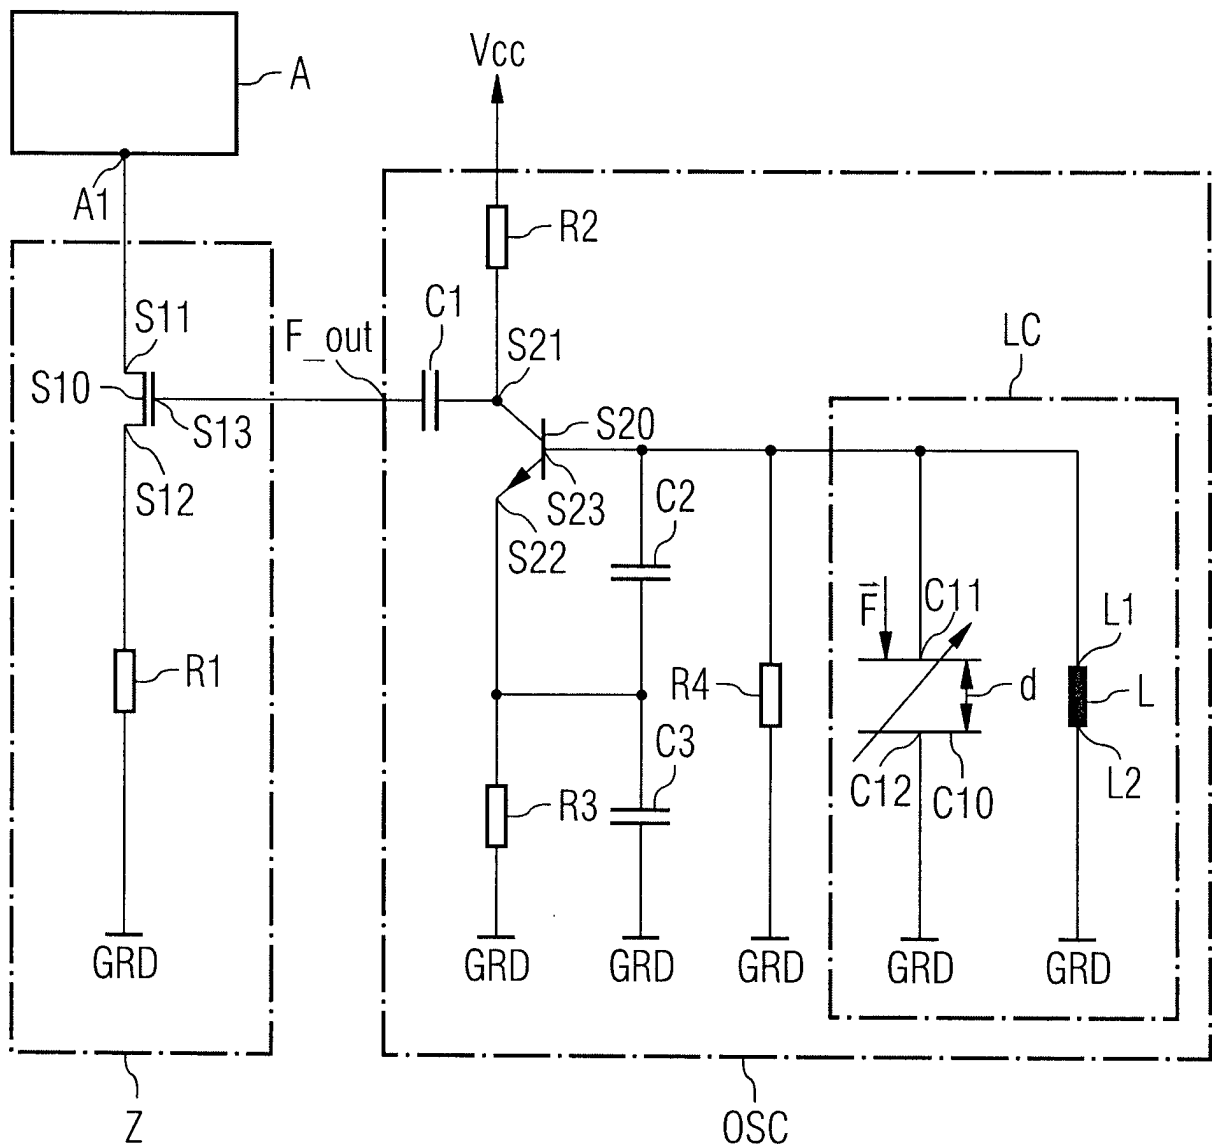 Vcc
A
A1
R2
C1
S11
F_out
S21
LC
S10
S13
S20
S12
S23
C2
S22
F⃗
C11
L1
R1
R4
d
L
C3
C12
C10
L2
R3
GRD
GRD
GRD
GRD
GRD
GRD
Z
OSC